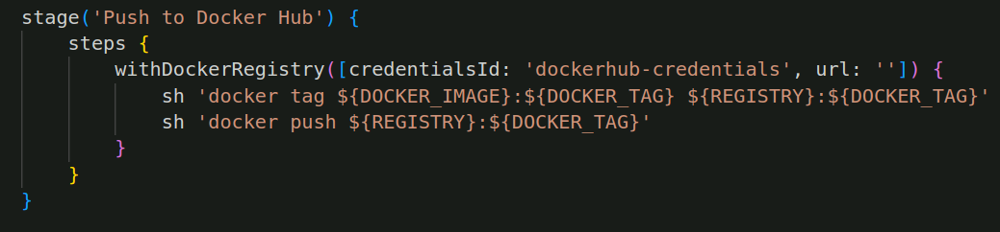 stage('Push to Docker Hub') {
    steps {
        withDockerRegistry([credentialsId: 'dockerhub-credentials', url: '']) {
            sh 'docker tag ${DOCKER_IMAGE}:${DOCKER_TAG} ${REGISTRY}:${DOCKER_TAG}'
            sh 'docker push ${REGISTRY}:${DOCKER_TAG}'
        }
    }
}